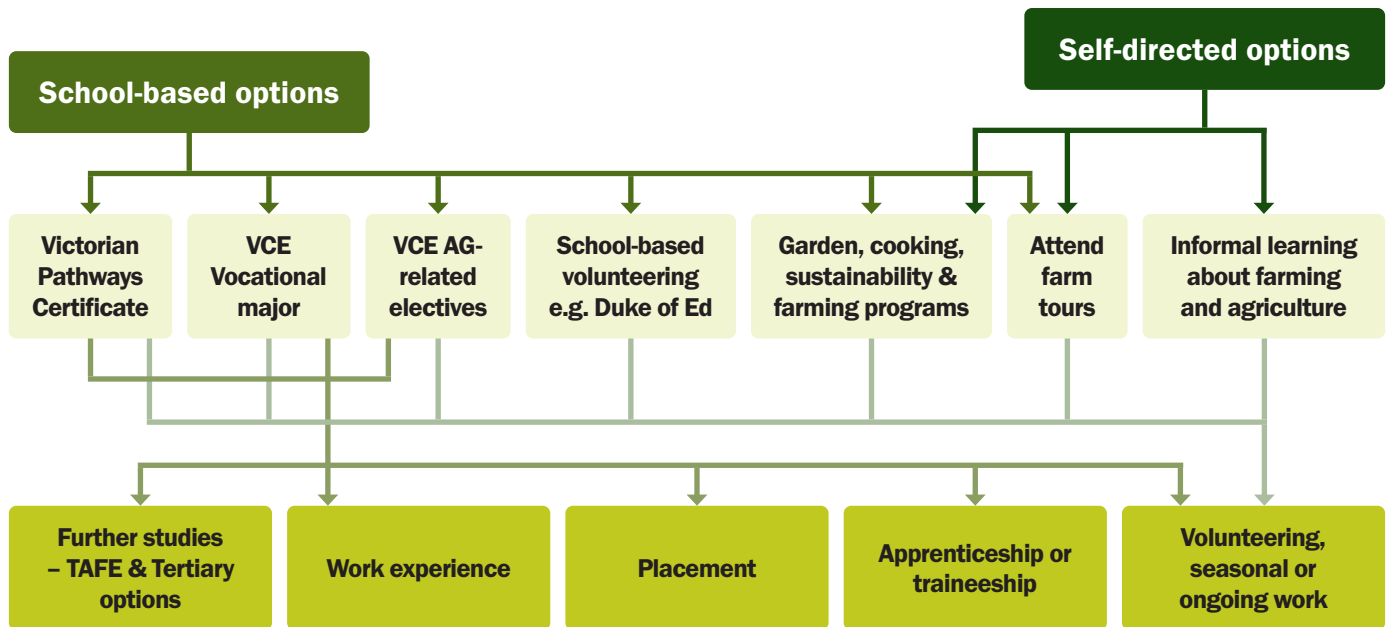 School-based options
Self-directed options
Victorian
Pathways
Certificate
VCE
Vocational
major
VCE AG-
related
electives
School-based
volunteering
e.g. Duke of Ed
Garden, cooking,
sustainability &
farming programs
Attend
farm
tours
Informal learning
about farming
and agriculture
Further studies
– TAFE & Tertiary
options
Work experience
Placement
Apprenticeship or
traineeship
Volunteering,
seasonal or
ongoing work